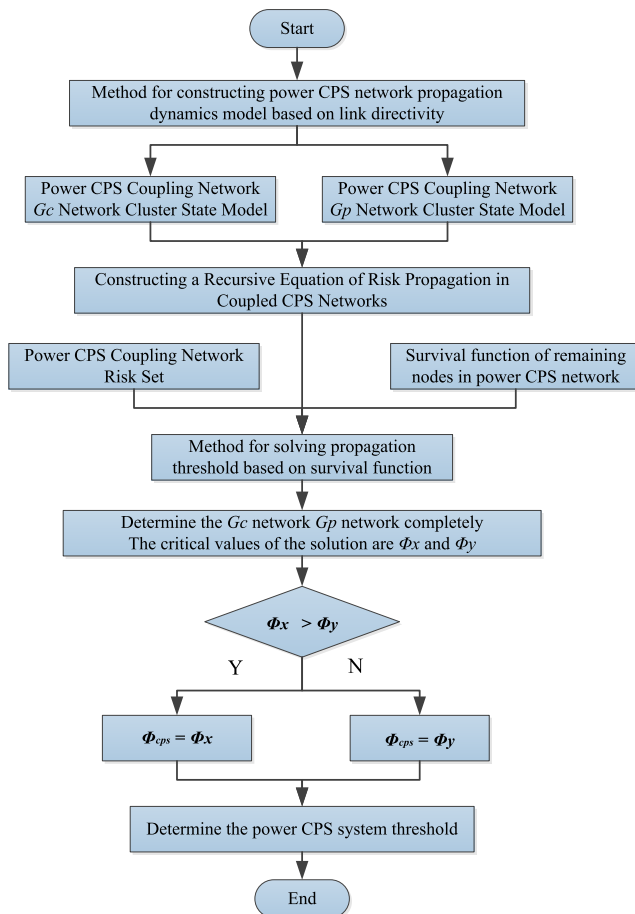 Start
Method for constructing power CPS network propagation
dynamics model based on link directivity
Power CPS Coupling Network
Gc Network Cluster State Model
Power CPS Coupling Network
Gp Network Cluster State Model
Constructing a Recursive Equation of Risk Propagation in
Coupled CPS Networks
Power CPS Coupling Network
Risk Set
Survival function of remaining
nodes in power CPS network
Method for solving propagation
threshold based on survival function
Determine the Gc network Gp network completely
The critical values of the solution are Φx and Φy
Φx > Φy
Y
N
Φcps = Φx
Φcps = Φy
Determine the power CPS system threshold
End